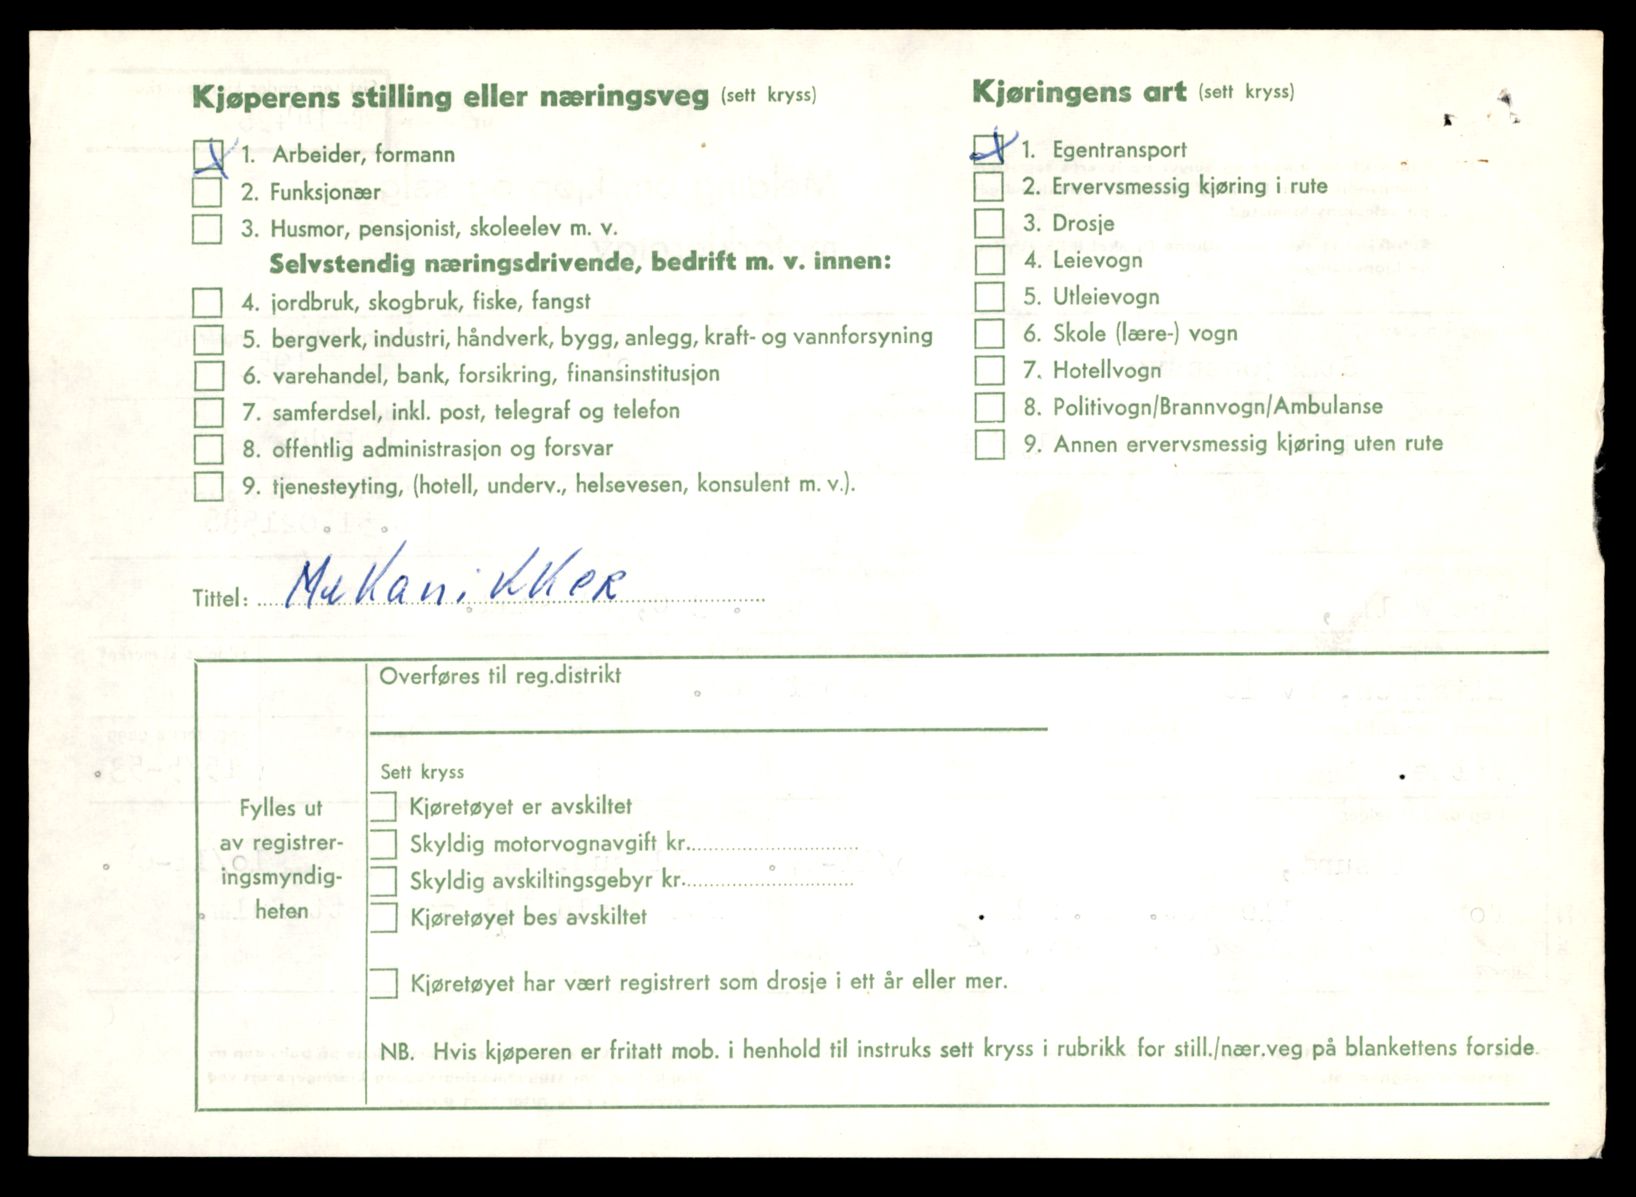 Kjøperens stilling eller næringsveg (sett kryss)
1. Arbeider, formann
2. Funksjonær
3. Husmor, pensjonist, skoleelev m. v.
Selvstendig næringsdrivende, bedrift m. v. innen:
4. jordbruk, skogbruk, fiske, fangst
5. bergverk, industri, håndverk, bygg, anlegg, kraft- og vannforsyning
6. varehandel, bank, forsikring, finansinstitusjon
7. samferdsel, inkl. post, telegraf og telefon
8. offentlig administrasjon og forsvar
9. tjenesteyting, (hotell, underv., helsevesen, konsulent m. v.).
Kjøringens art (sett kryss)
1. Egentransport
2. Ervervsmessig kjøring i rute
3. Drosje
4. Leievogn
5. Utleievogn
6. Skole (lære-) vogn
7. Hotellvogn
8. Politivogn/Brannvogn/Ambulanse
9. Annen ervervsmessig kjøring uten rute
Tittel: Mekanikker
Fylles ut
av registrer-
ingsmyndig-
heten
Overføres til reg.distrikt
Sett kryss
Kjøretøyet er avskiltet
Skyldig motorvognavgift kr.
Skyldig avskiltingsgebyr kr.
Kjøretøyet bes avskiltet
Kjøretøyet har vært registrert som drosje i ett år eller mer.
NB. Hvis kjøperen er fritatt mob. i henhold til instruks sett kryss i rubrikk for still./nær.veg på blankettens forside.